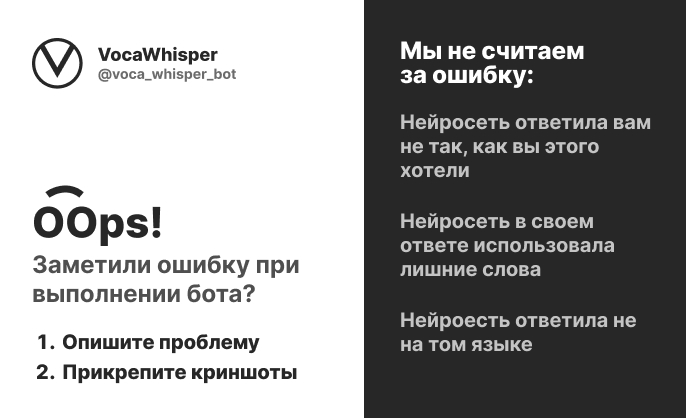 VocaWhisper
@voca_whisper_bot
OOps!
Заметили ошибку при
выполнении бота?
1. Опишите проблему
2. Прикрепите криншоты
Мы не считаем
за ошибку:
Нейросеть ответила вам
не так, как вы этого
хотели
Нейросеть в своем
ответе использовала
лишние слова
Нейроесть ответила не
на том языке